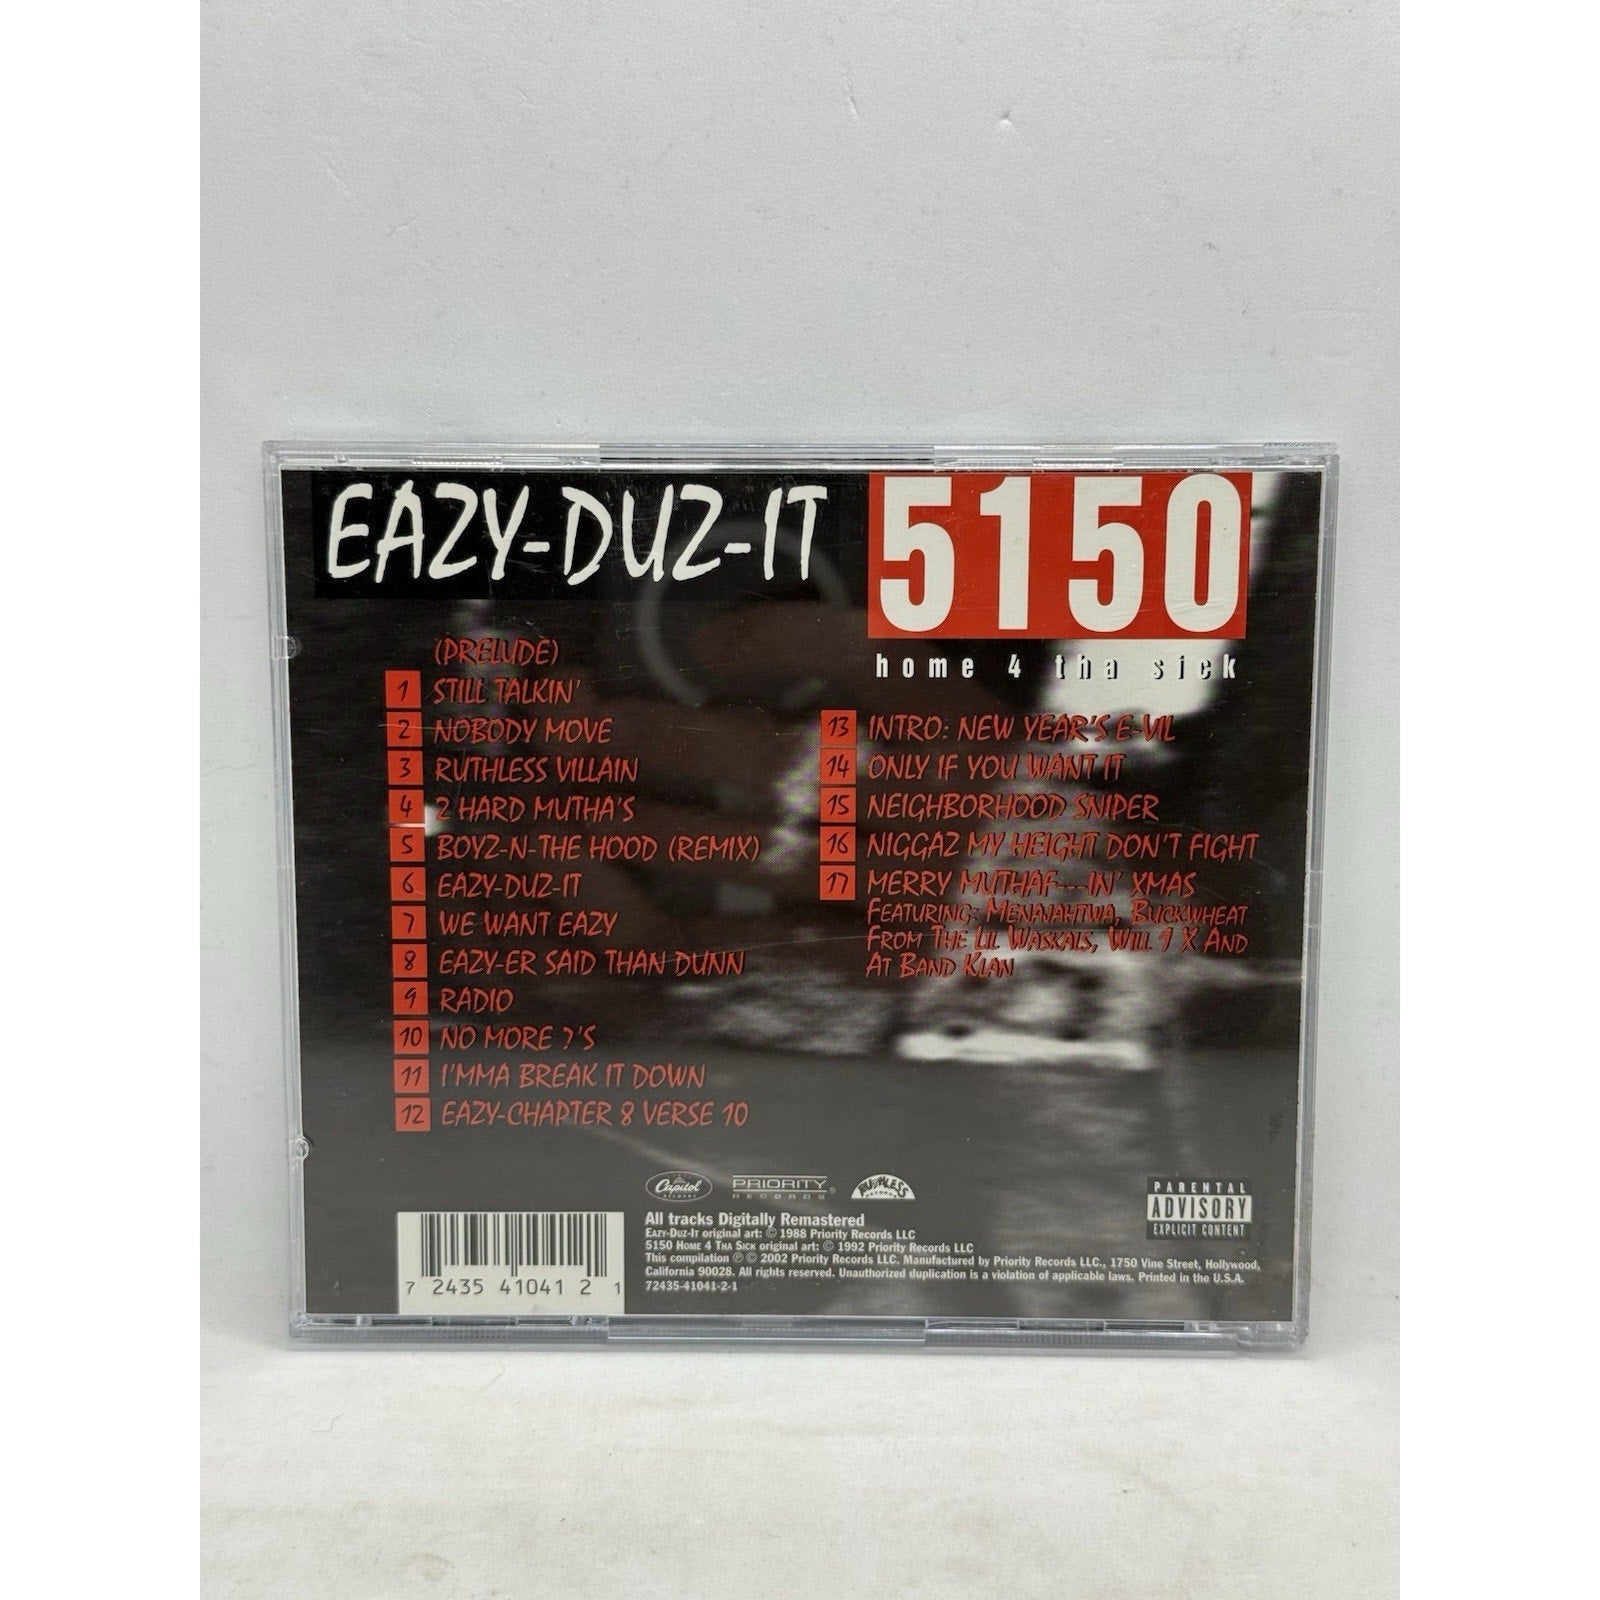 EAZY-DUZ-IT
(PRELUDE)
1 STILL TALKIN'
2 NOBODY MOVE
3 RUTHLESS VILLAIN
4 2 HARD MUTHA'S
5 BOYZ-N-THE HOOD (REMIX)
6 EAZY-DUZ-IT
7 WE WANT EAZY
8 EAZY-ER SAID THAN DUNN
9 RADIO
10 NO MORE ?'S
11 I'MMA BREAK IT DOWN
12 EAZY-CHAPTER 8 VERSE 10
5150
home 4 tha sick
13 INTRO: NEW YEAR'S E-VIL
14 ONLY IF YOU WANT IT
15 NEIGHBORHOOD SNIPER
16 NIGGAZ MY HEIGHT DON'T FIGHT
17 MERRY MUTHAF---IN' XMAS
FEATURING: MENAJAHTWA, BUCKWHEAT
FROM THE LIL WASKALS, WILL 1 X AND
AT BAND KLAN
Capitol
RECORDS
PRIORITY
RECORDS®
RUTHLESS
RECORDS
PARENTAL
ADVISORY
EXPLICIT CONTENT
All tracks Digitally Remastered
EAZY-DUZ-IT original art: © 1988 Priority Records LLC
5150 HOME 4 THA SICK original art: © 1992 Priority Records LLC
This compilation ℗ © 2002 Priority Records LLC. Manufactured by Priority Records LLC., 1750 Vine Street, Hollywood,
California 90028. All rights reserved. Unauthorized duplication is a violation of applicable laws. Printed in the U.S.A.
72435-41041-2-1
7 24354 10412 1